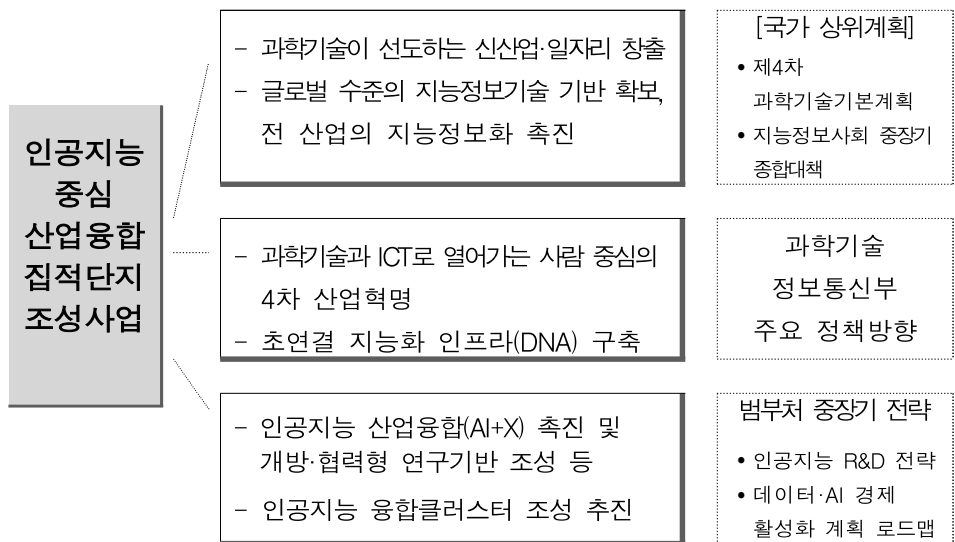 인공지능
중심
산업융합
집적단지
조성사업
- 과학기술이 선도하는 신산업·일자리 창출
- 글로벌 수준의 지능정보기술 기반 확보,
전 산업의 지능정보화 촉진
[국가 상위계획]
• 제4차
과학기술기본계획
• 지능정보사회 중장기
종합대책
- 과학기술과 ICT로 열어가는 사람 중심의
4차 산업혁명
- 초연결 지능화 인프라(DNA) 구축
과학기술
정보통신부
주요 정책방향
- 인공지능 산업융합(AI+X) 촉진 및
개방·협력형 연구기반 조성 등
- 인공지능 융합클러스터 조성 추진
범부처 중장기 전략
• 인공지능 R&D 전략
• 데이터·AI 경제
활성화 계획 로드맵